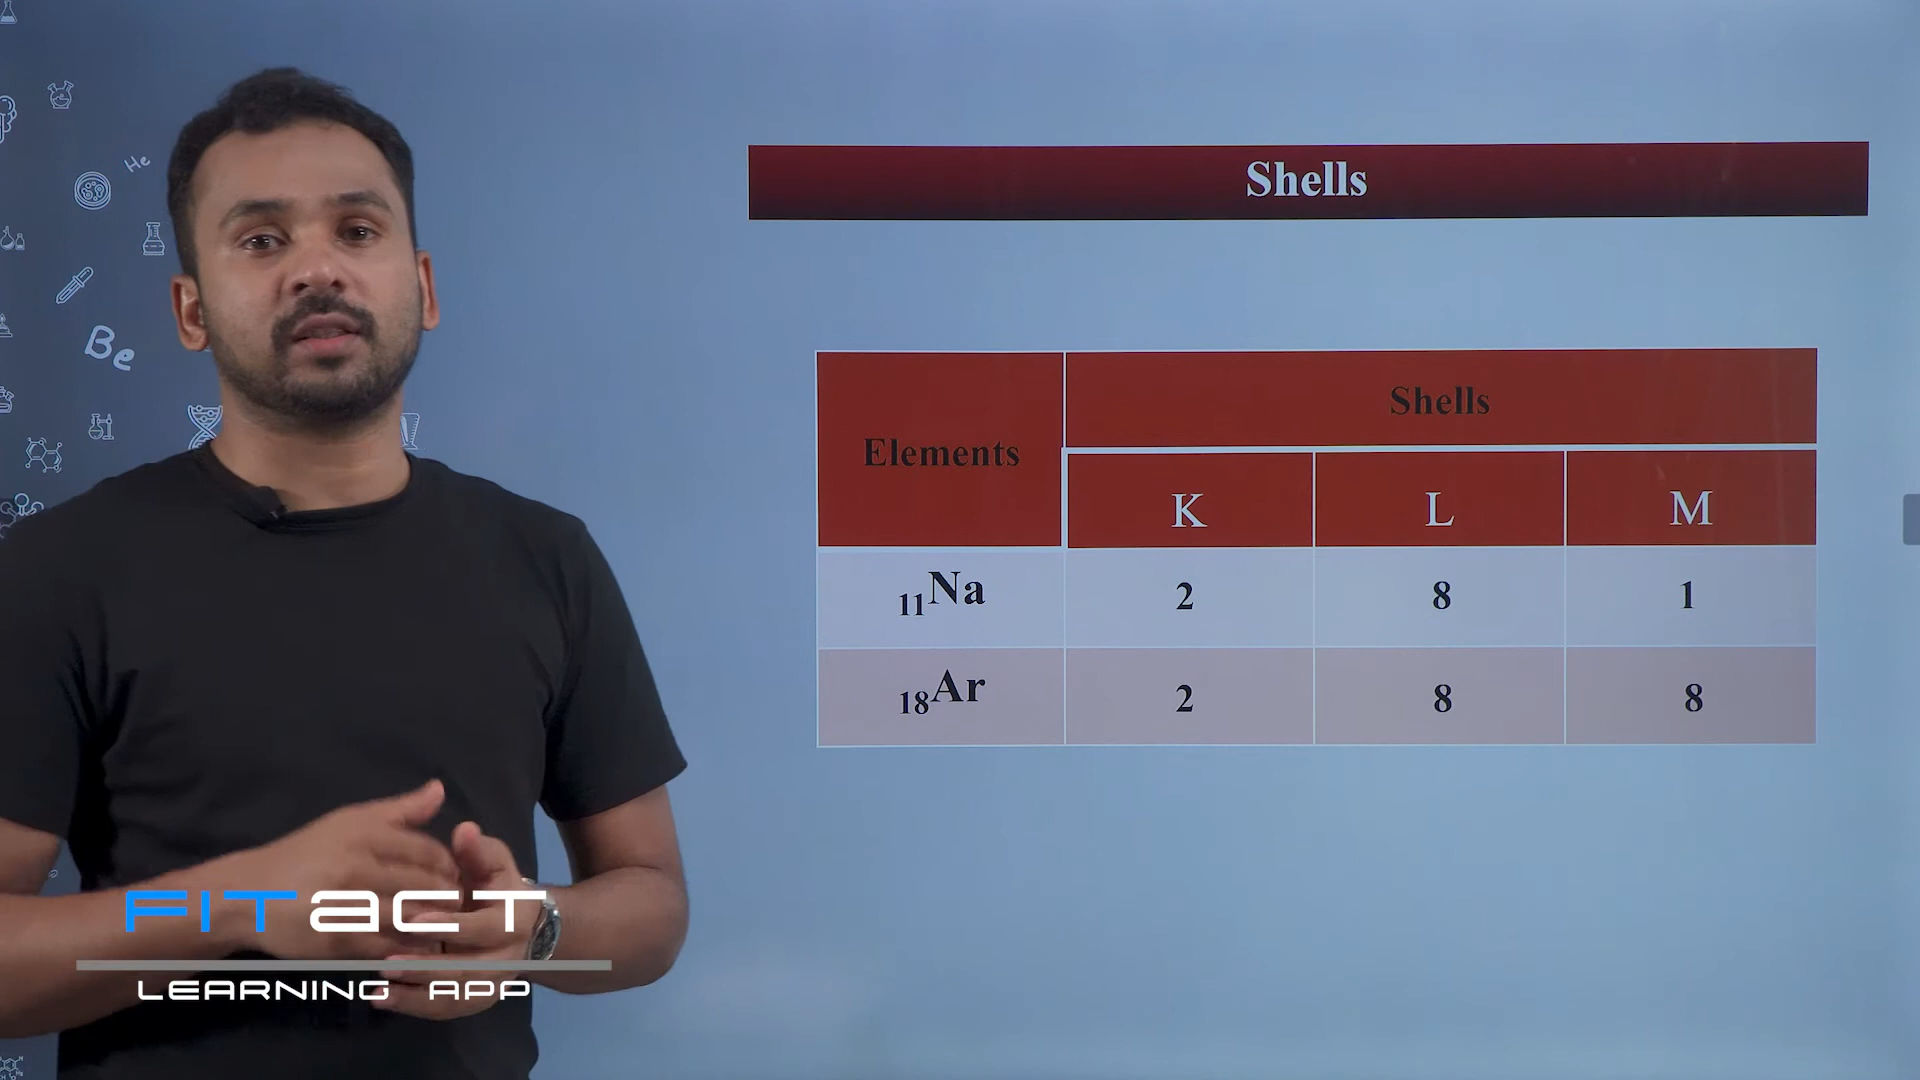 He
Be
Shells
Elements
Shells
K L M
11Na 2 8 1
18Ar 2 8 8
FITACT
LEARNING APP